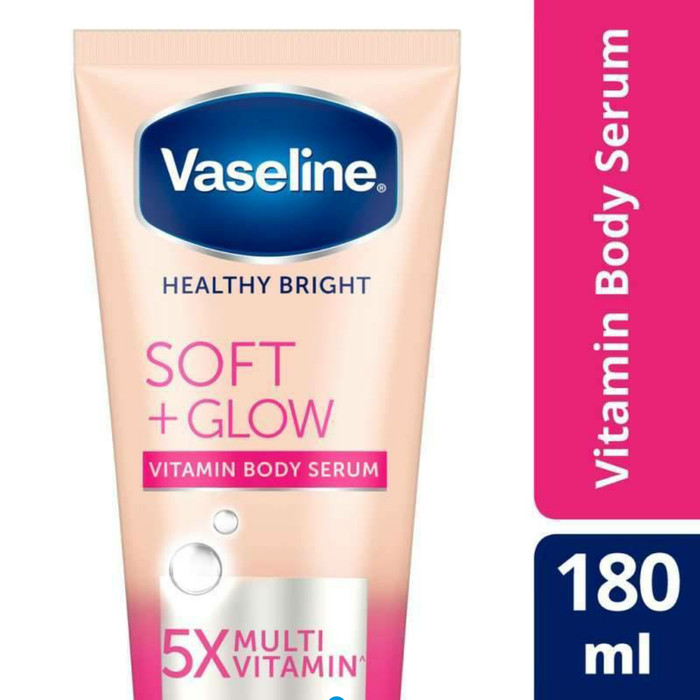 Vaseline®
HEALTHY BRIGHT
SOFT
+ GLOW
VITAMIN BODY SERUM
5X MULTI
VITAMIN^
Vitamin Body Serum
180
ml